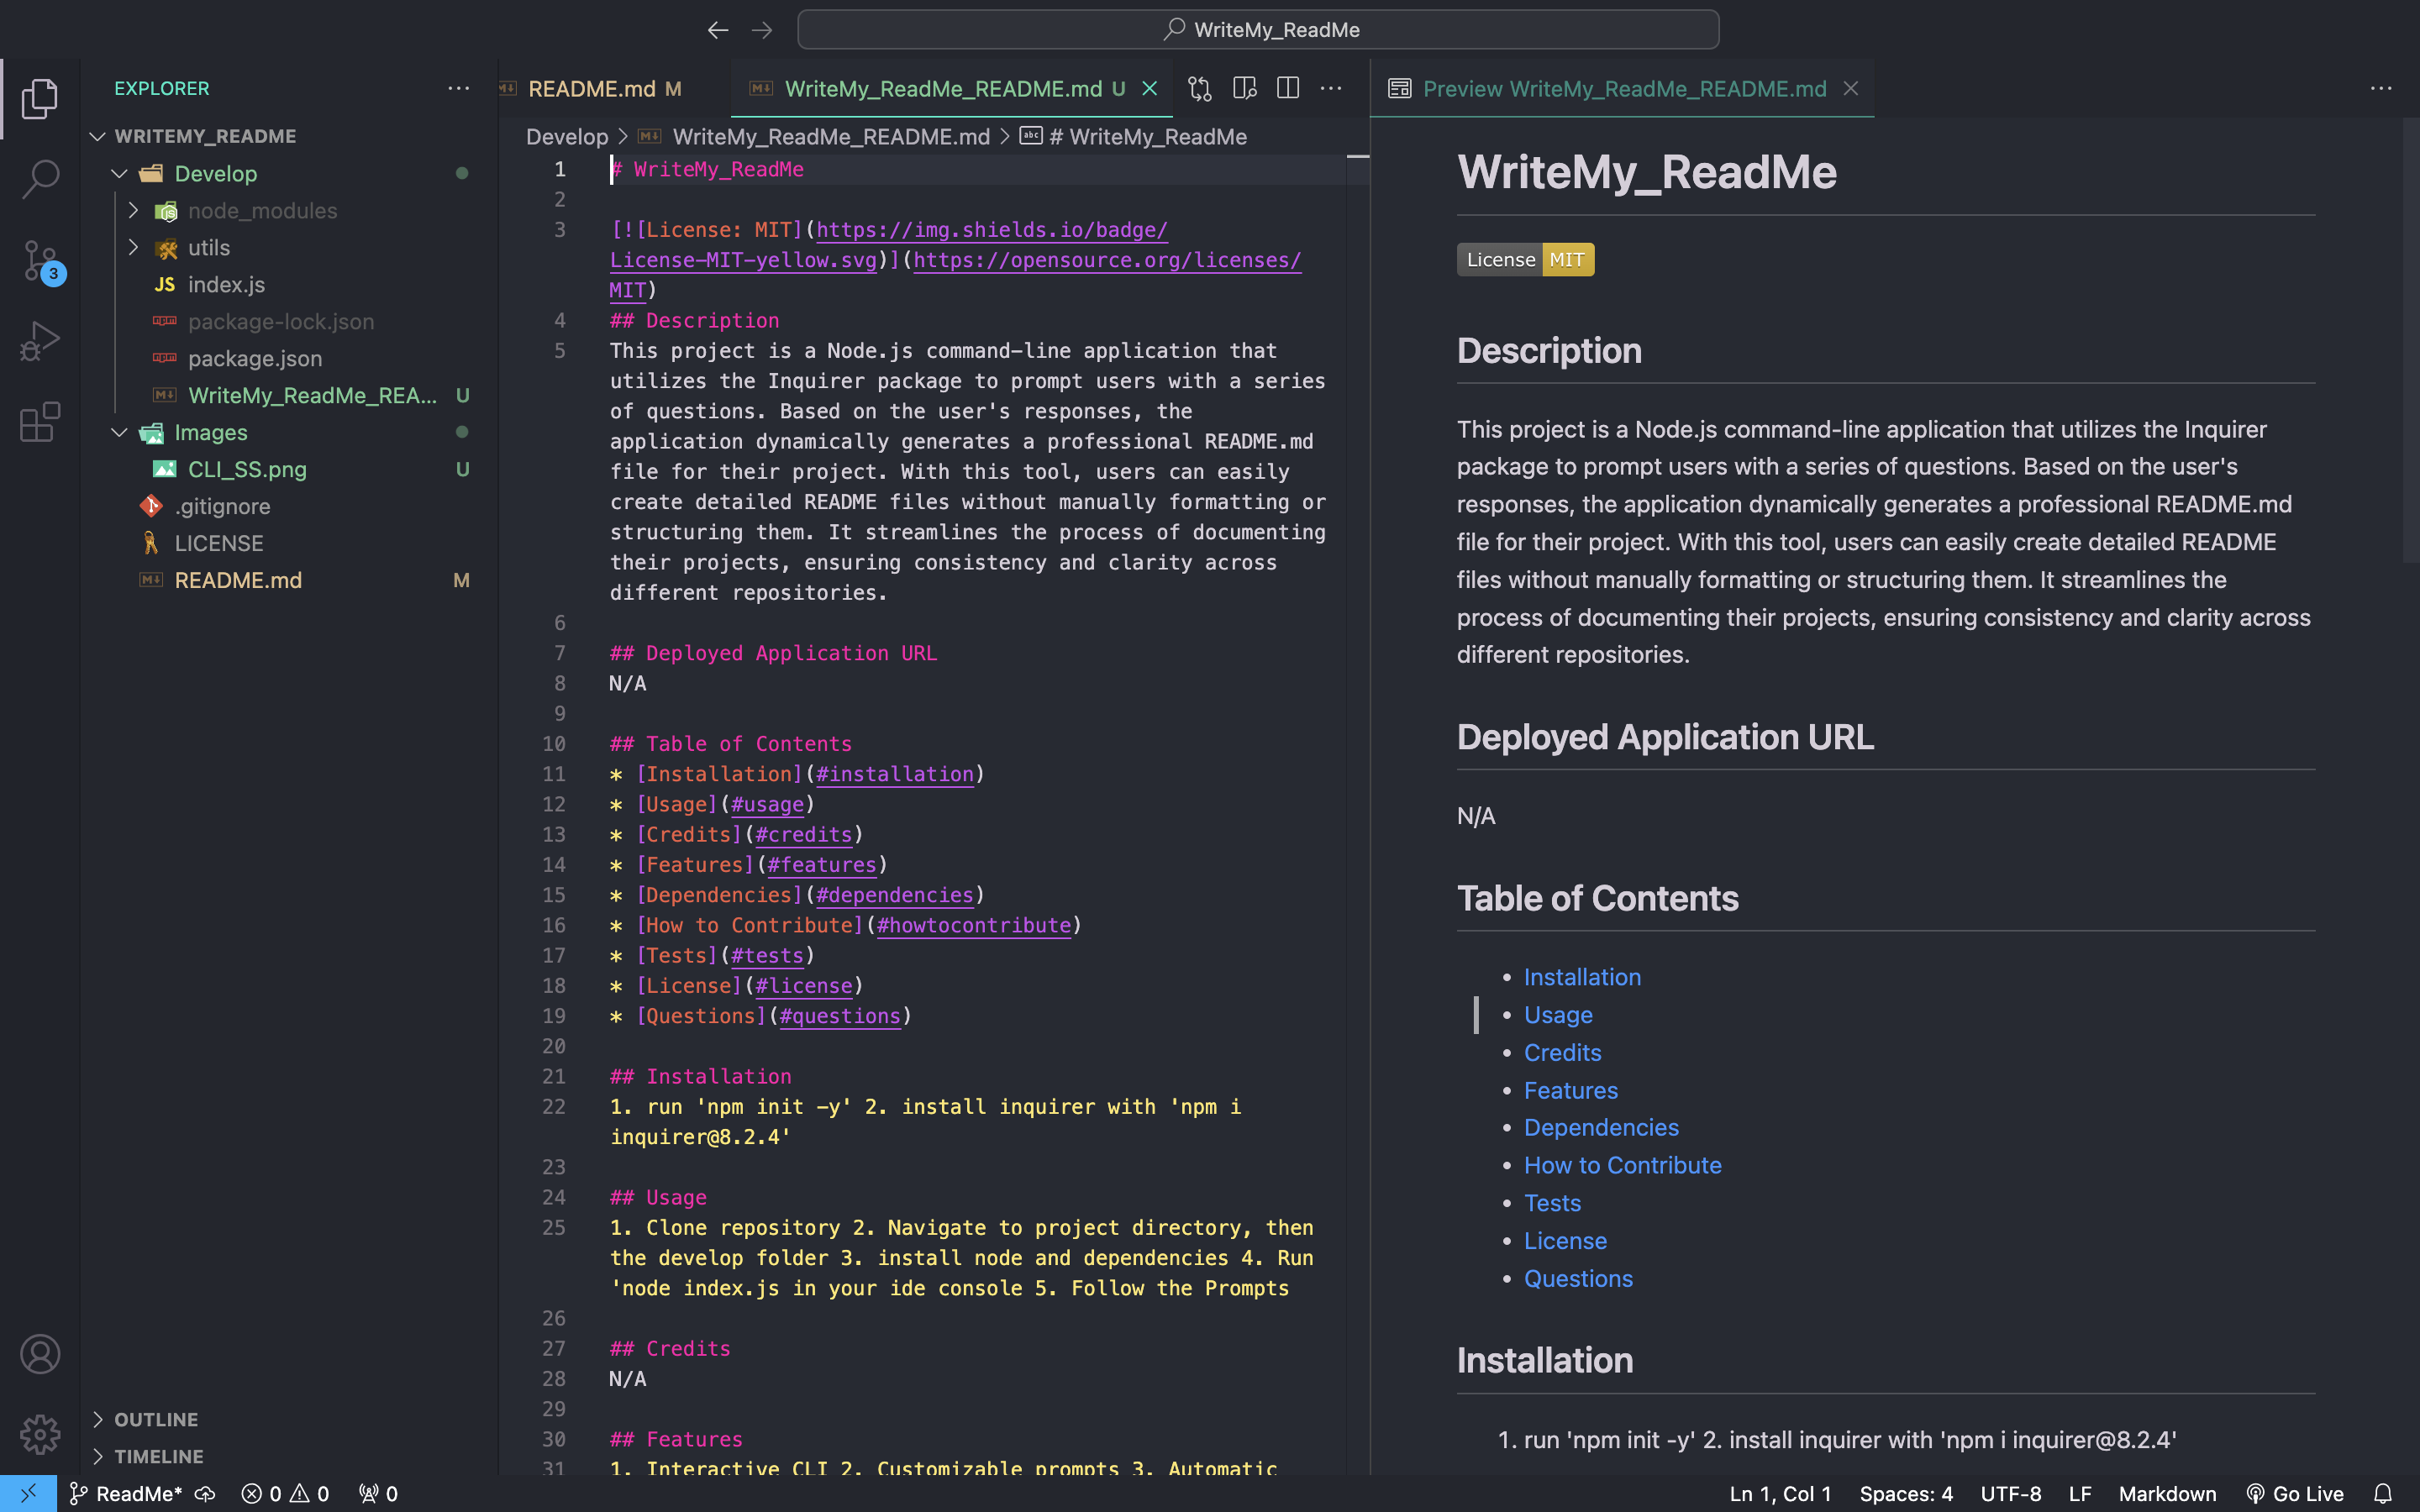 WriteMy_ReadMe
EXPLORER
WRITEMY_README
Develop
node_modules
utils
JS index.js
package-lock.json
package.json
WriteMy_ReadMe_REA... U
Images
CLI_SS.png U
.gitignore
LICENSE
README.md M
OUTLINE
TIMELINE
3
README.md M
WriteMy_ReadMe_README.md U
Develop > WriteMy_ReadMe_README.md > abc # WriteMy_ReadMe
1 # WriteMy_ReadMe
2
3 [![License: MIT](https://img.shields.io/badge/
License-MIT-yellow.svg)](https://opensource.org/licenses/
MIT)
4 ## Description
5 This project is a Node.js command-line application that
utilizes the Inquirer package to prompt users with a series
of questions. Based on the user's responses, the
application dynamically generates a professional README.md
file for their project. With this tool, users can easily
create detailed README files without manually formatting or
structuring them. It streamlines the process of documenting
their projects, ensuring consistency and clarity across
different repositories.
6
7 ## Deployed Application URL
8 N/A
9
10 ## Table of Contents
11 * [Installation](#installation)
12 * [Usage](#usage)
13 * [Credits](#credits)
14 * [Features](#features)
15 * [Dependencies](#dependencies)
16 * [How to Contribute](#howtocontribute)
17 * [Tests](#tests)
18 * [License](#license)
19 * [Questions](#questions)
20
21 ## Installation
22 1. run 'npm init -y' 2. install inquirer with 'npm i
inquirer@8.2.4'
23
24 ## Usage
25 1. Clone repository 2. Navigate to project directory, then
the develop folder 3. install node and dependencies 4. Run
'node index.js in your ide console 5. Follow the Prompts
26
27 ## Credits
28 N/A
29
30 ## Features
31 1. Interactive CLI 2. Customizable prompts 3. Automatic
Preview WriteMy_ReadMe_README.md
WriteMy_ReadMe
License MIT
Description
This project is a Node.js command-line application that utilizes the Inquirer
package to prompt users with a series of questions. Based on the user's
responses, the application dynamically generates a professional README.md
file for their project. With this tool, users can easily create detailed README
files without manually formatting or structuring them. It streamlines the
process of documenting their projects, ensuring consistency and clarity across
different repositories.
Deployed Application URL
N/A
Table of Contents
• Installation
• Usage
• Credits
• Features
• Dependencies
• How to Contribute
• Tests
• License
• Questions
Installation
1. run 'npm init -y' 2. install inquirer with 'npm i inquirer@8.2.4'
ReadMe* 0 0 0 Ln 1, Col 1 Spaces: 4 UTF-8 LF Markdown Go Live